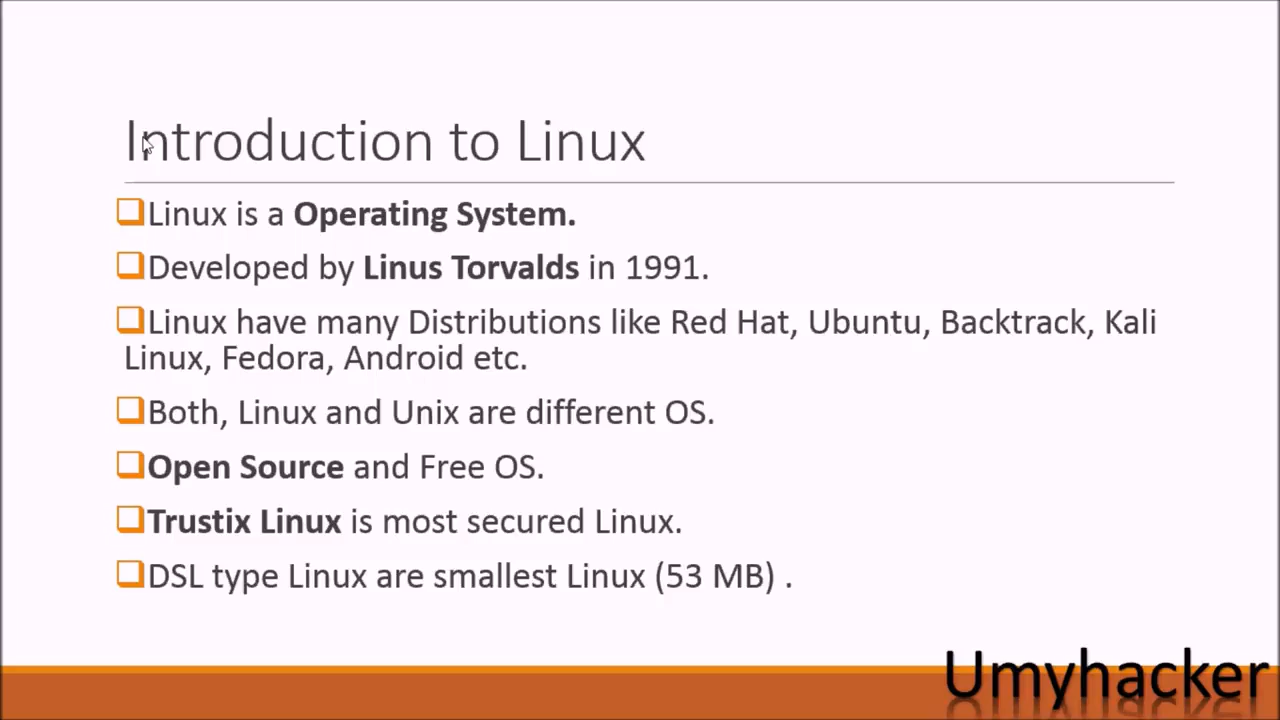 Introduction to Linux
Linux is a Operating System.
Developed by Linus Torvalds in 1991.
Linux have many Distributions like Red Hat, Ubuntu, Backtrack, Kali
Linux, Fedora, Android etc.
Both, Linux and Unix are different OS.
Open Source and Free OS.
Trustix Linux is most secured Linux.
DSL type Linux are smallest Linux (53 MB) .
Umyhacker